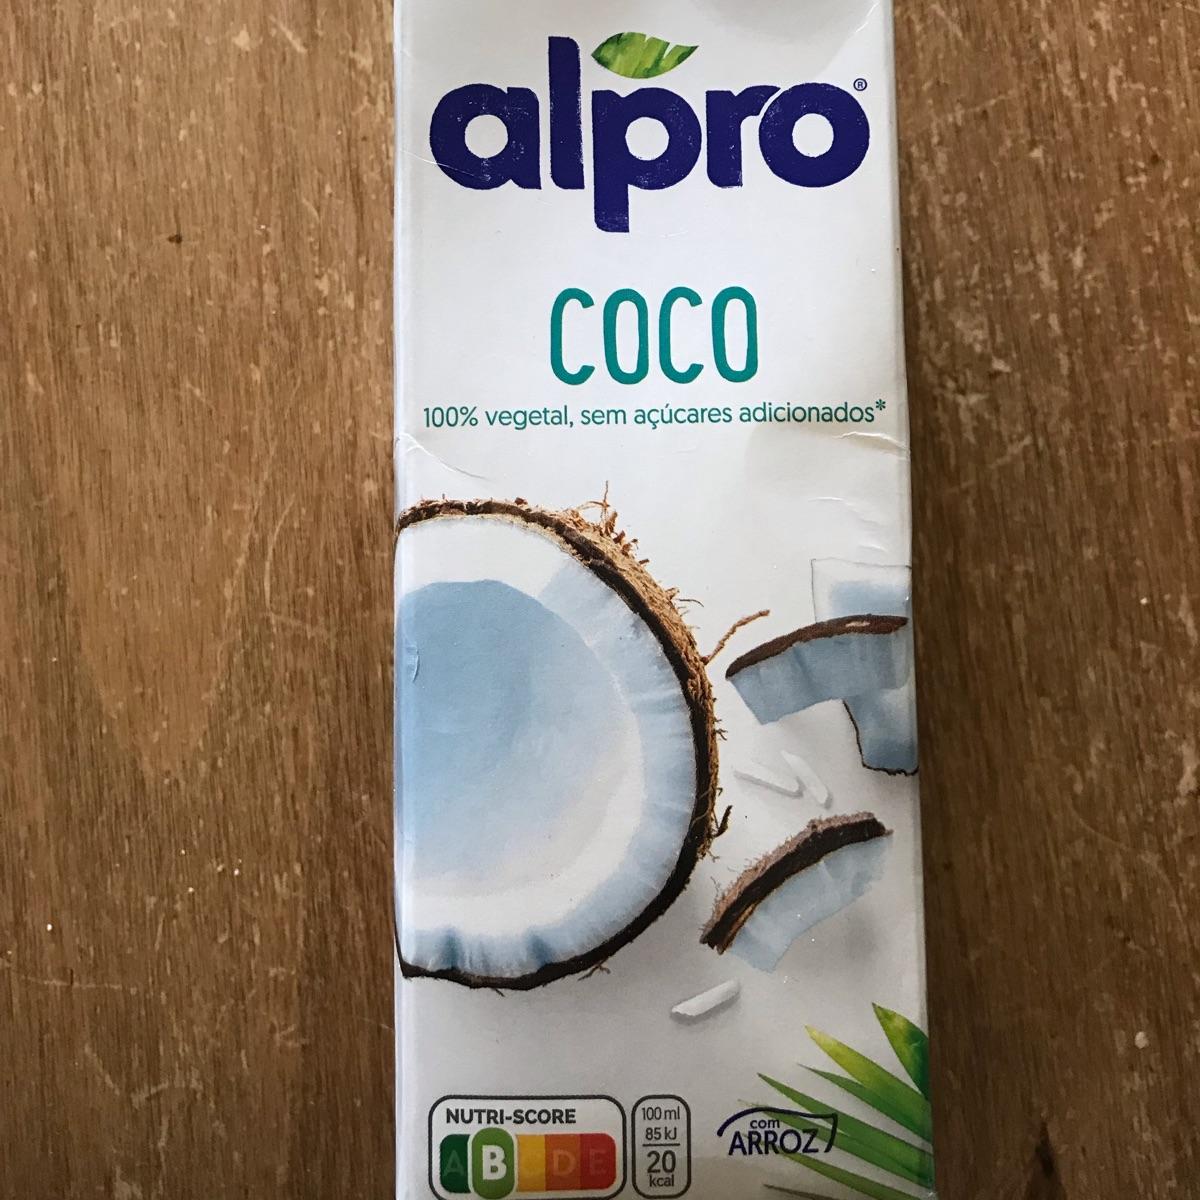 alpro®
COCO
100% vegetal, sem açúcares adicionados*
NUTRI-SCORE
A B C D E
100 ml
85 kJ
20
kcal
com
ARROZ